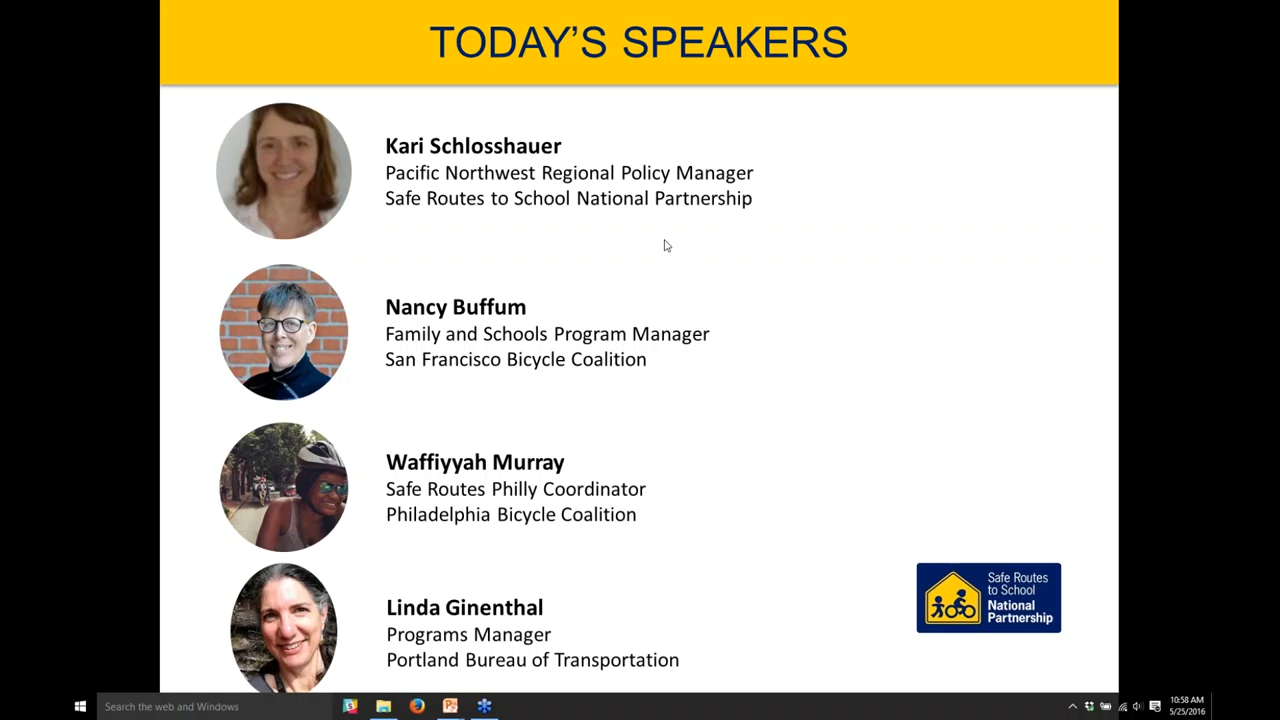 TODAY'S SPEAKERS
Kari Schlosshauer
Pacific Northwest Regional Policy Manager
Safe Routes to School National Partnership
Nancy Buffum
Family and Schools Program Manager
San Francisco Bicycle Coalition
Waffiyyah Murray
Safe Routes Philly Coordinator
Philadelphia Bicycle Coalition
Linda Ginenthal
Programs Manager
Portland Bureau of Transportation
Safe Routes
to School
National
Partnership
Search the web and Windows
10:58 AM
5/25/2016